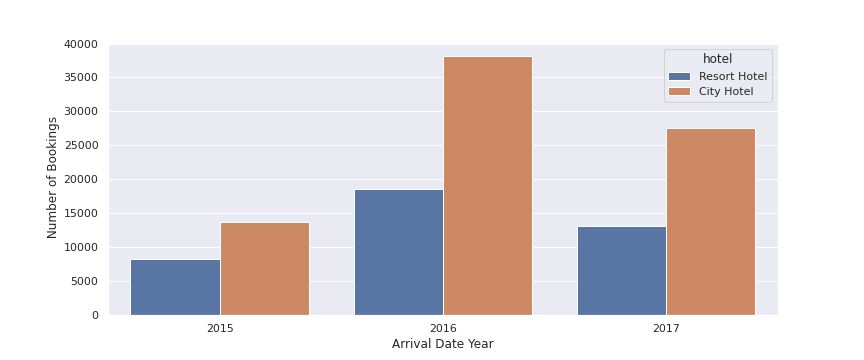 40000
35000
30000
25000
20000
15000
10000
5000
0
Number of Bookings
hotel
Resort Hotel
City Hotel
2015 2016 2017
Arrival Date Year